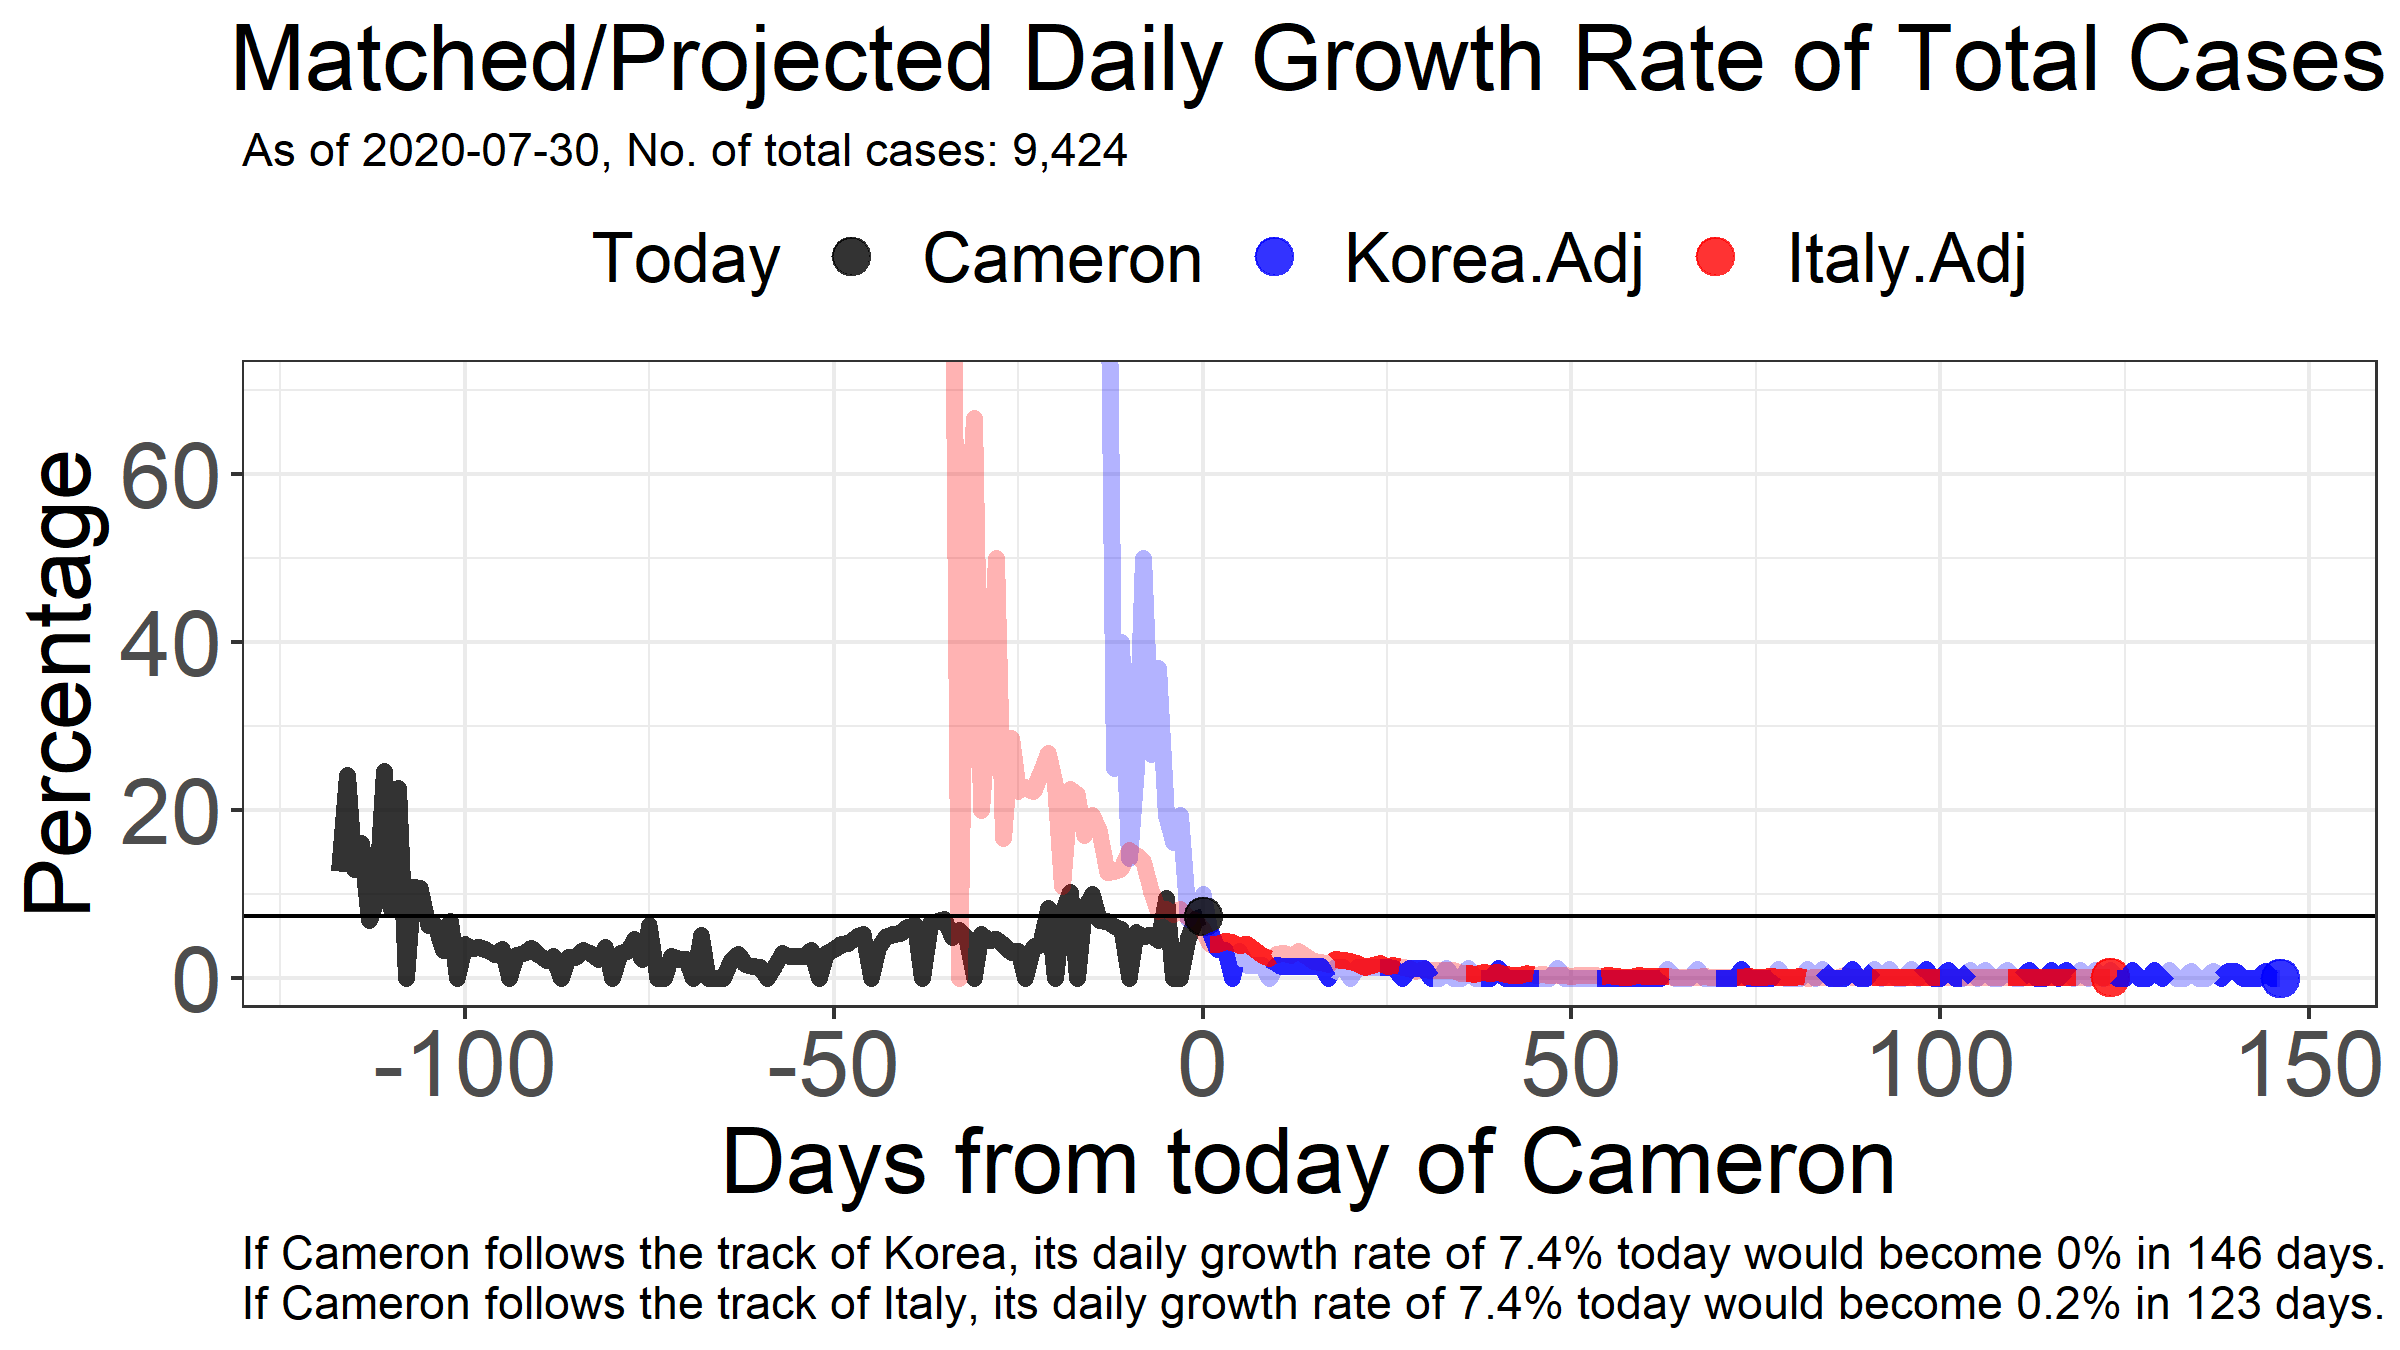 Matched/Projected Daily Growth Rate of Total Cases
As of 2020-07-30, No. of total cases: 9,424
Today Cameron Korea.Adj Italy.Adj
Percentage
60
40
20
0
-100 -50 0 50 100 150
Days from today of Cameron
If Cameron follows the track of Korea, its daily growth rate of 7.4% today would become 0% in 146 days.
If Cameron follows the track of Italy, its daily growth rate of 7.4% today would become 0.2% in 123 days.